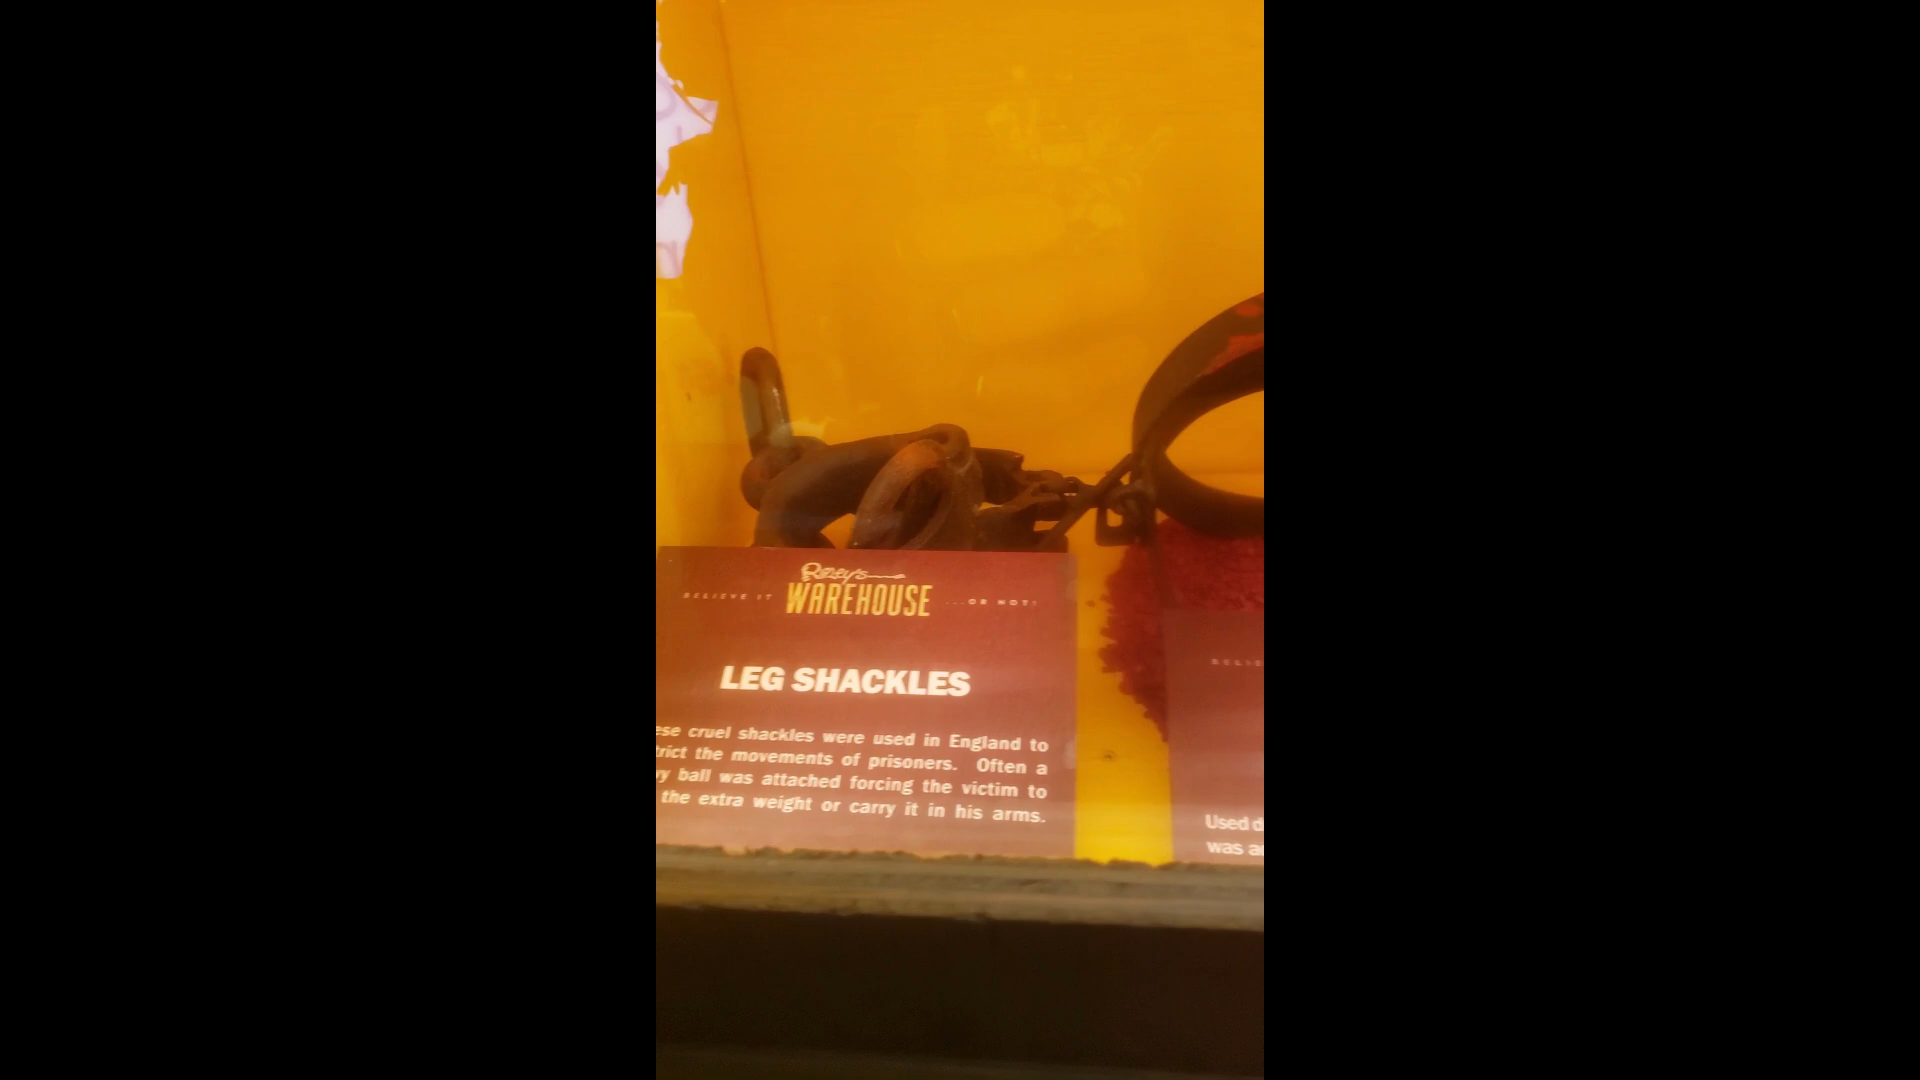 Ripley's
BELIEVE IT WAREHOUSE ...OR NOT!
LEG SHACKLES
ese cruel shackles were used in England to
trict the movements of prisoners. Often a
vy ball was attached forcing the victim to
the extra weight or carry it in his arms.
BELIE
Used d
was a